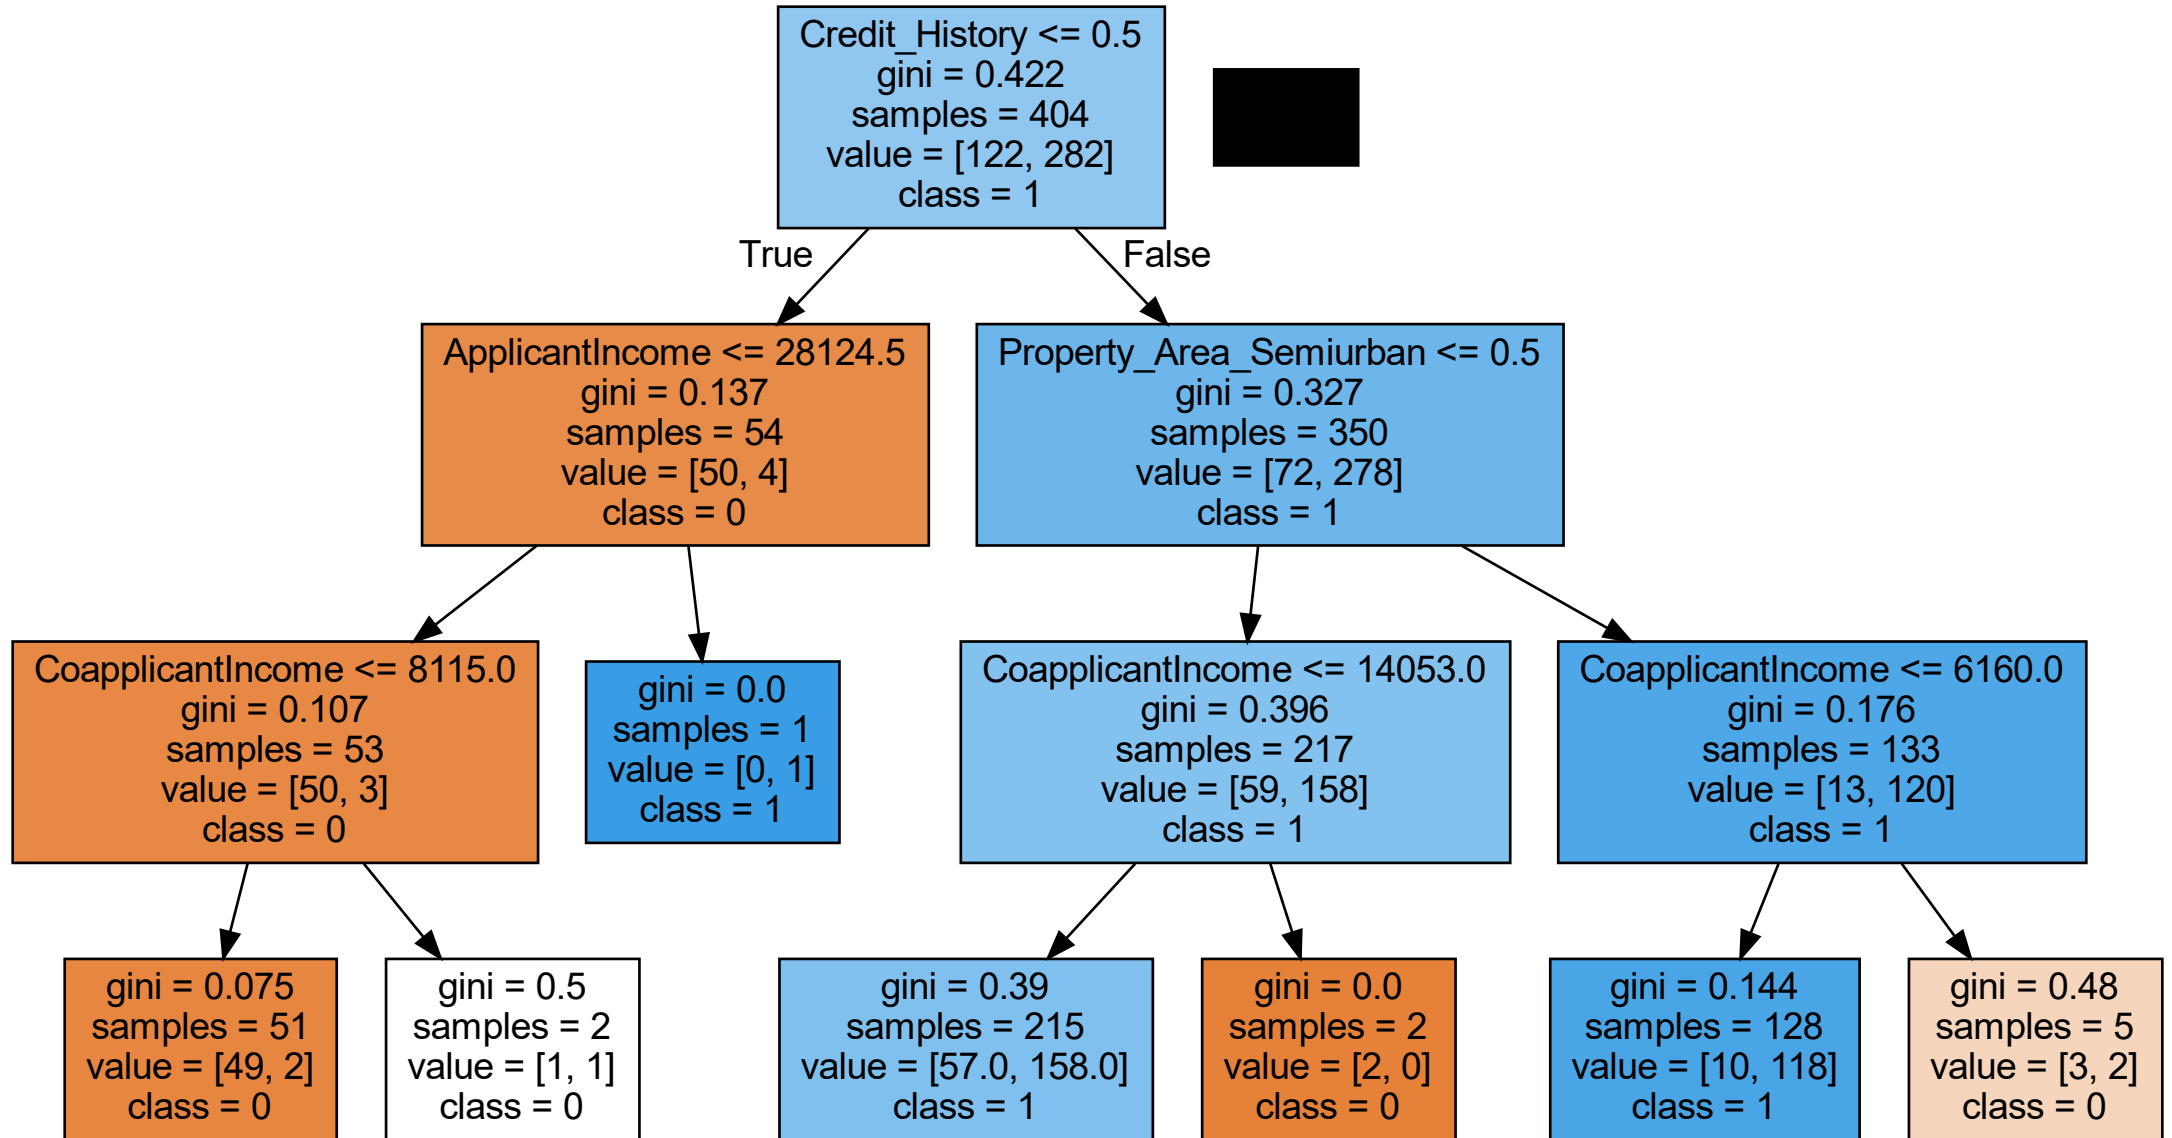 Credit_History <= 0.5
gini = 0.422
samples = 404
value = [122, 282]
class = 1
True
False
ApplicantIncome <= 28124.5
gini = 0.137
samples = 54
value = [50, 4]
class = 0
Property_Area_Semiurban <= 0.5
gini = 0.327
samples = 350
value = [72, 278]
class = 1
CoapplicantIncome <= 8115.0
gini = 0.107
samples = 53
value = [50, 3]
class = 0
gini = 0.0
samples = 1
value = [0, 1]
class = 1
CoapplicantIncome <= 14053.0
gini = 0.396
samples = 217
value = [59, 158]
class = 1
CoapplicantIncome <= 6160.0
gini = 0.176
samples = 133
value = [13, 120]
class = 1
gini = 0.075
samples = 51
value = [49, 2]
class = 0
gini = 0.5
samples = 2
value = [1, 1]
class = 0
gini = 0.39
samples = 215
value = [57.0, 158.0]
class = 1
gini = 0.0
samples = 2
value = [2, 0]
class = 0
gini = 0.144
samples = 128
value = [10, 118]
class = 1
gini = 0.48
samples = 5
value = [3, 2]
class = 0